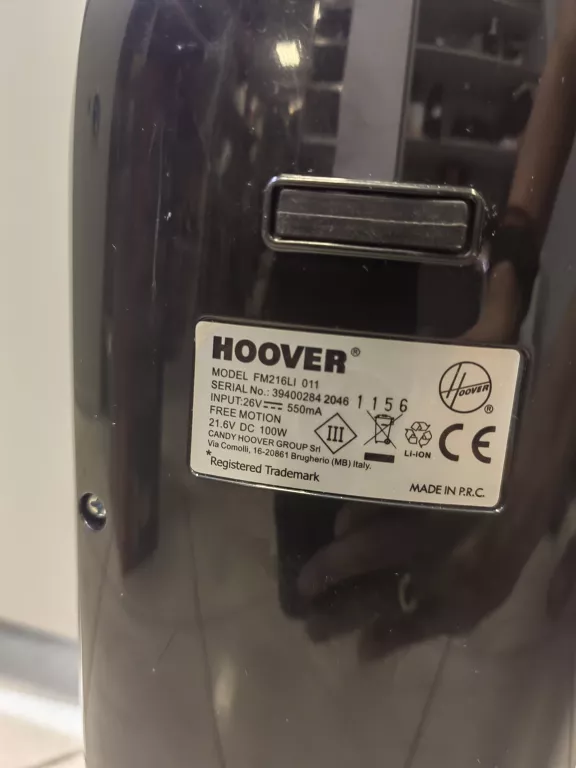 HOOVER®
HOOVER
®
MODEL FM216LI 011
SERIAL No.: 39400284 2046 1156
INPUT:26V 550mA
FREE MOTION
21.6V DC 100W
III
LI-ION
CE
CANDY HOOVER GROUP Srl
Via Comolli, 16-20861 Brugherio (MB) Italy.
* Registered Trademark
MADE IN P.R.C.